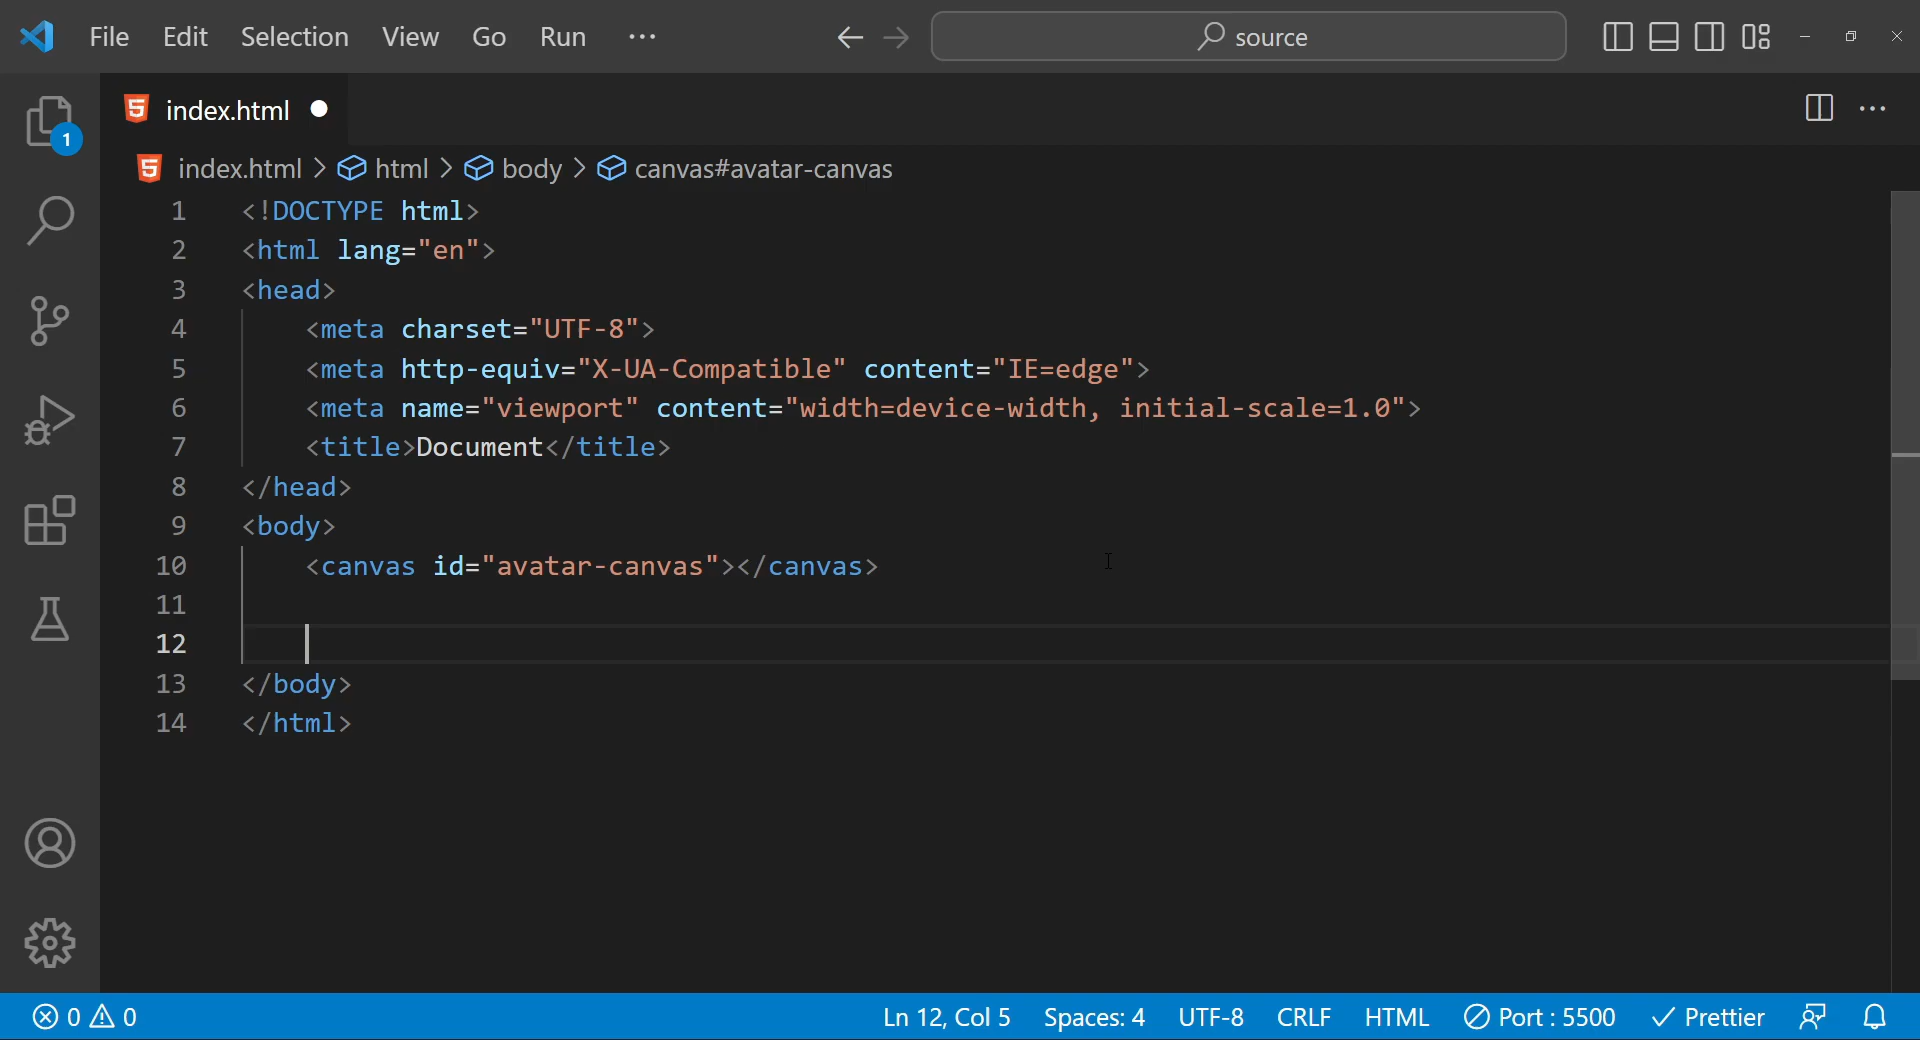 File Edit Selection View Go Run ··· source
index.html
index.html > html > body > canvas#avatar-canvas
1 <!DOCTYPE html>
2 <html lang="en">
3 <head>
4 <meta charset="UTF-8">
5 <meta http-equiv="X-UA-Compatible" content="IE=edge">
6 <meta name="viewport" content="width=device-width, initial-scale=1.0">
7 <title>Document</title>
8 </head>
9 <body>
10 <canvas id="avatar-canvas"></canvas>
11
12
13 </body>
14 </html>
1
0 0 Ln 12, Col 5 Spaces: 4 UTF-8 CRLF HTML Port : 5500 Prettier